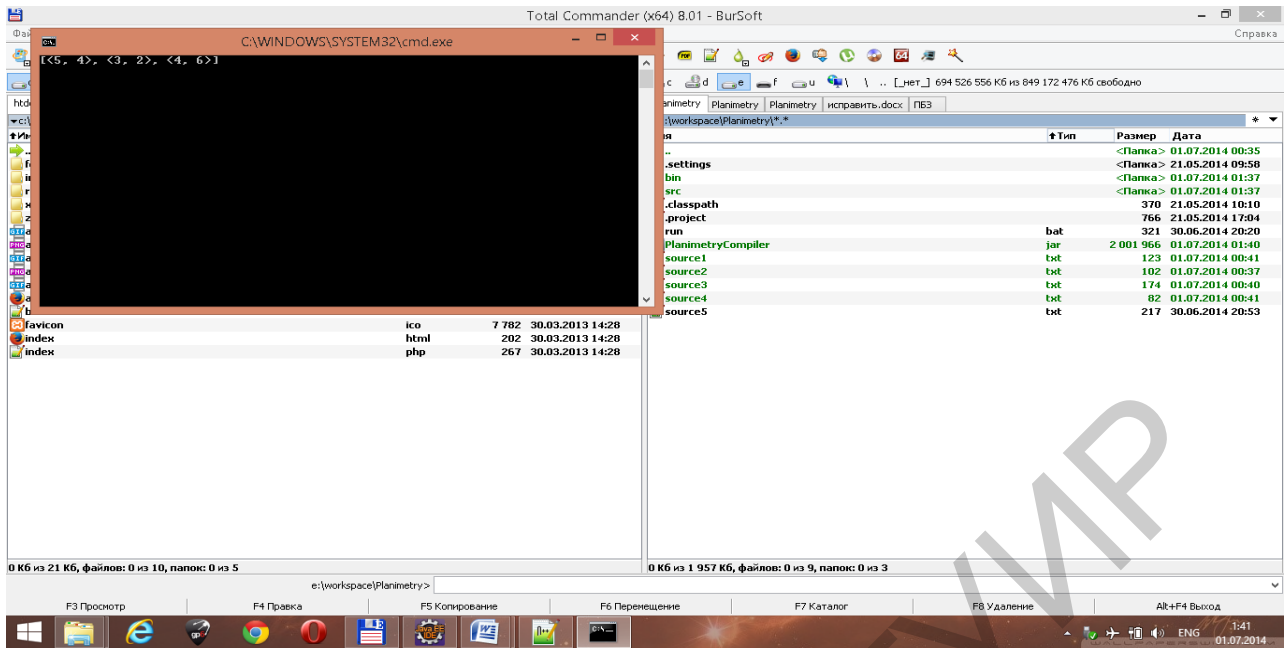 Total Commander (x64) 8.01 - BurSoft
Справка
C:\WINDOWS\SYSTEM32\cmd.exe
[<5, 4>, <3, 2>, <4, 6>]
c d e f u \ \ .. [_нет_] 694 526 556 Кб из 849 172 476 Кб свободно
Planimetry Planimetry исправить.docx ПБЗ
:\workspace\Planimetry\*.* * ▼
Тип Размер Дата
.. <Папка> 01.07.2014 00:35
.settings <Папка> 21.05.2014 09:58
bin <Папка> 01.07.2014 01:37
src <Папка> 01.07.2014 01:37
.classpath 370 21.05.2014 10:10
.project 766 21.05.2014 17:04
run bat 321 30.06.2014 20:20
PlanimetryCompiler jar 2 001 966 01.07.2014 01:40
source1 txt 123 01.07.2014 00:41
source2 txt 102 01.07.2014 00:37
source3 txt 174 01.07.2014 00:40
source4 txt 82 01.07.2014 00:41
source5 txt 217 30.06.2014 20:53
favicon ico 7 782 30.03.2013 14:28
index html 202 30.03.2013 14:28
index php 267 30.03.2013 14:28
0 Кб из 21 Кб, файлов: 0 из 10, папок: 0 из 5
0 Кб из 1 957 Кб, файлов: 0 из 9, папок: 0 из 3
e:\workspace\Planimetry>
F3 Просмотр F4 Правка F5 Копирование F6 Перемещение F7 Каталог F8 Удаление Alt+F4 Выход
ENG 1:41
01.07.2014
УИР